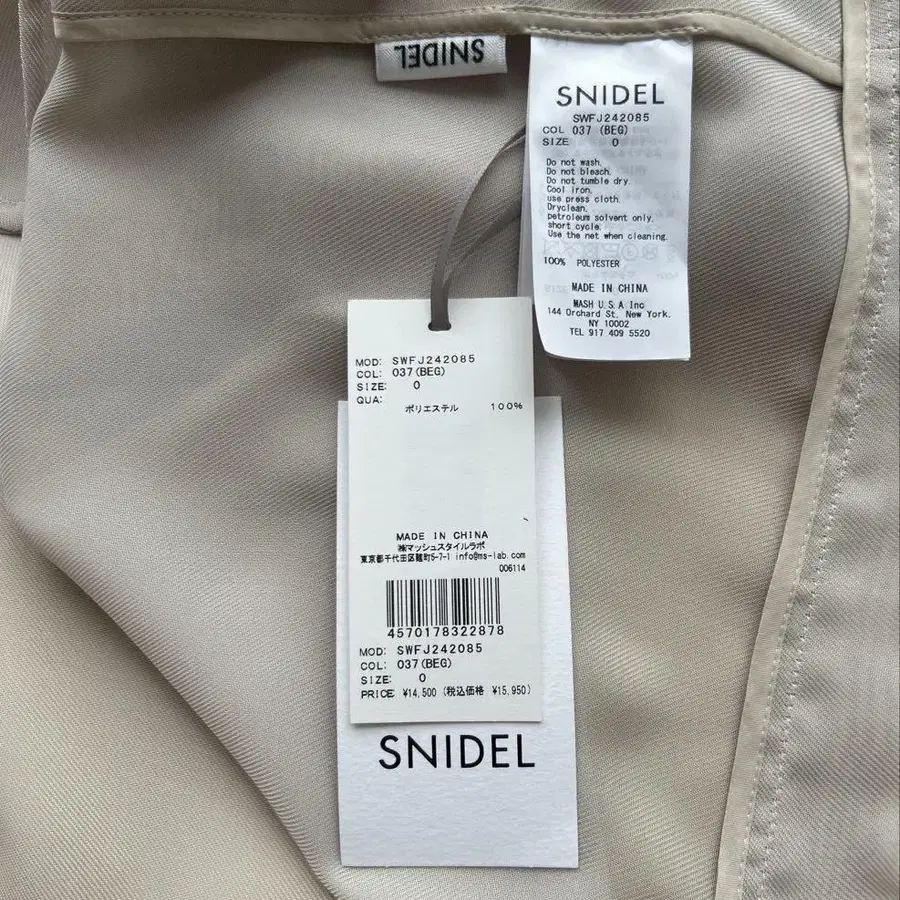 SNIDEL
SNIDEL
SWFJ242085
COL 037 (BEG)
SIZE 0
Do not wash.
Do not bleach.
Do not tumble dry.
Cool iron.
use press cloth.
Dryclean.
petroleum solvent only.
short cycle.
Use the net when cleaning.
100% POLYESTER
MADE IN CHINA
MASH U.S.A Inc
144 Orchard St. New York.
NY 10002
TEL 917 409 5520
MOD: SWFJ242085
COL: 037(BEG)
SIZE: 0
QUA:
ポリエステル 100%
MADE IN CHINA
㈱マッシュスタイルラボ
東京都千代田区麹町5-7-1 info@ms-lab.com
006114
4570178322878
MOD: SWFJ242085
COL: 037(BEG)
SIZE: 0
PRICE: ¥14,500 (税込価格 ¥15,950)
SNIDEL